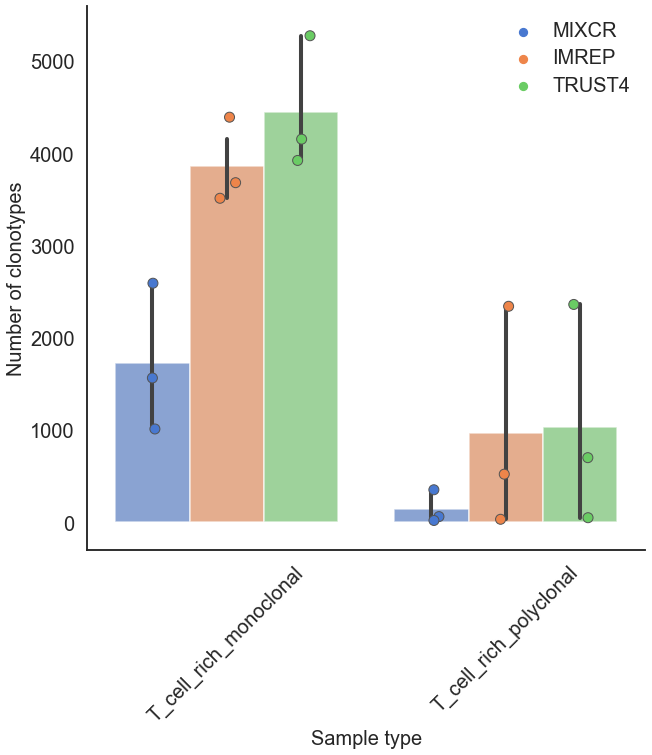 MIXCR
IMREP
TRUST4
Number of clonotypes
5000
4000
3000
2000
1000
0
T_cell_rich_monoclonal
T_cell_rich_polyclonal
Sample type